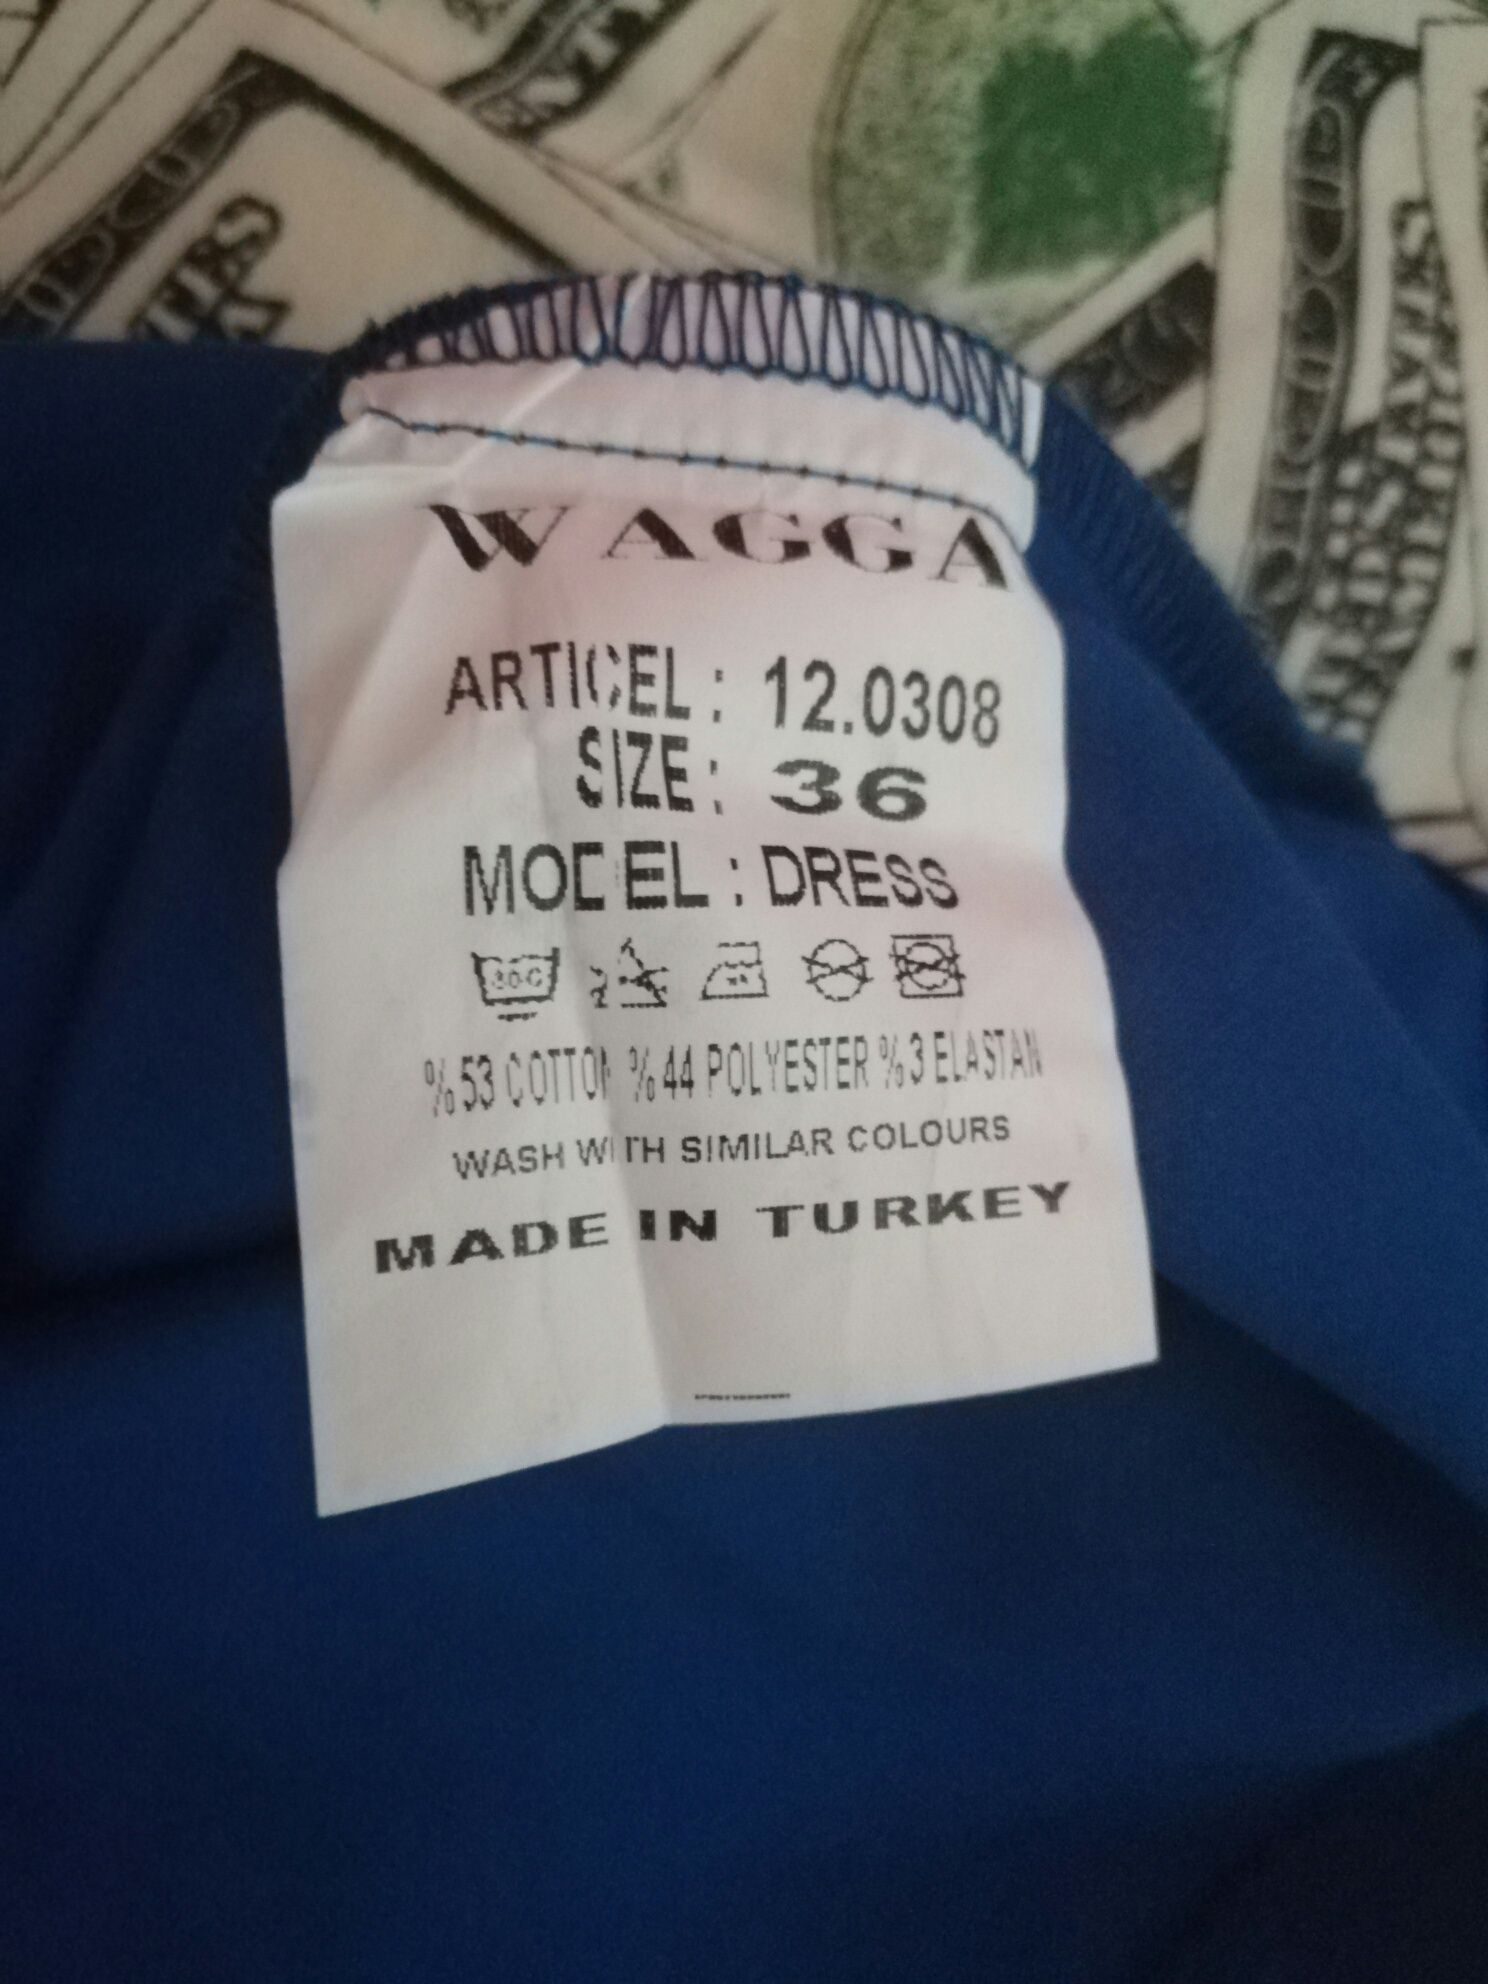 WAGGA
ARTICEL : 12.0308
SIZE : 36
MODEL : DRESS
30°C
%53 COTTON %44 POLYESTER %3 ELASTAN
WASH WITH SIMILAR COLOURS
MADE IN TURKEY